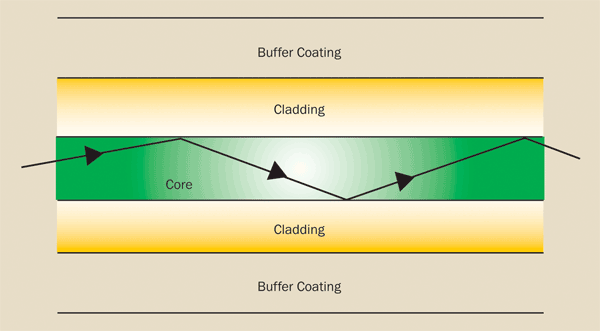 Buffer Coating
Cladding
Core
Cladding
Buffer Coating